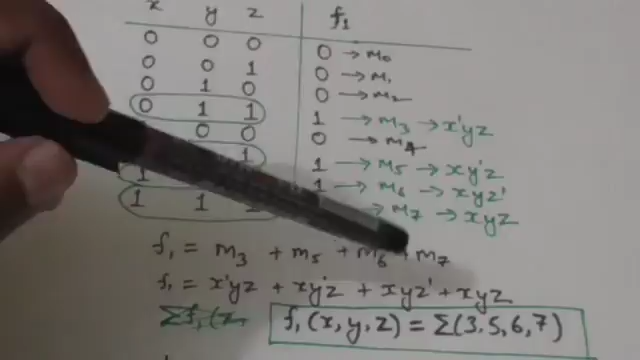 x y z f₁
0 0 0 0 → m₀
0 0 1 0 → m₁
0 1 0 0 → m₂
0 1 1 1 → m₃ → x'yz
0 0 0 → m₄
1 1 → m₅ → xy'z
1 1 → m₆ → xyz'
1 1 → m₇ → xyz
f₁ = m₃ + m₅ + m₆ + m₇
f₁ = x'yz + xy'z + xyz' + xyz
f₁(x,y,z) = Σ(3,5,6,7)